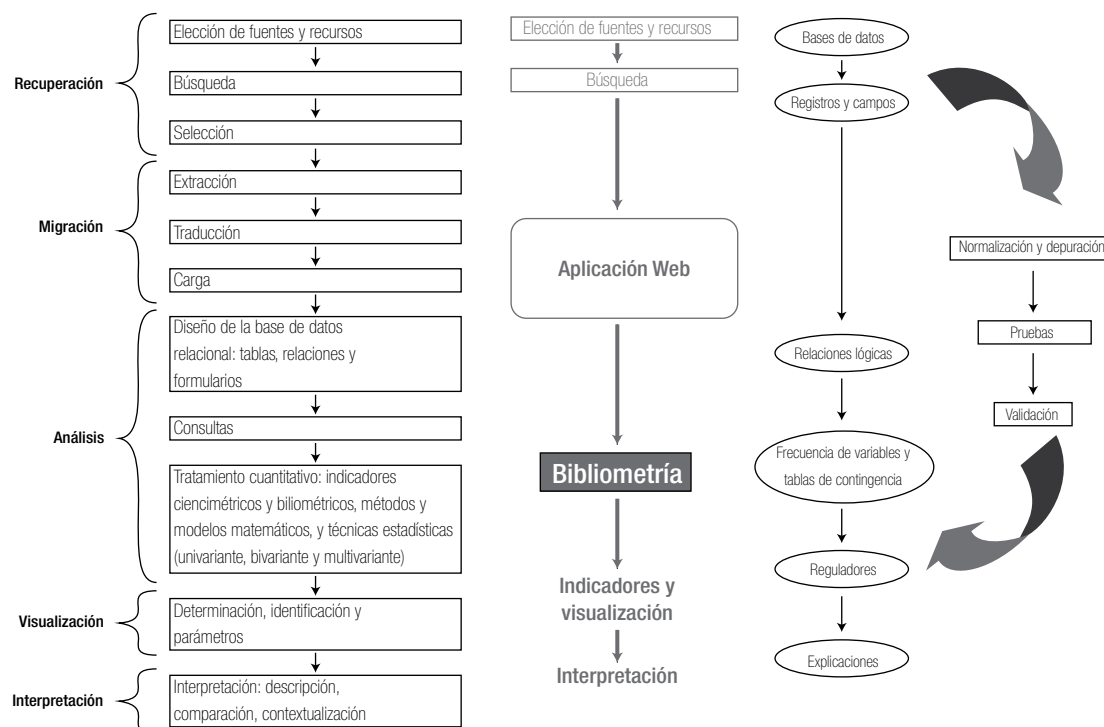 Recuperación
Elección de fuentes y recursos
Búsqueda
Selección
Migración
Extracción
Traducción
Carga
Análisis
Diseño de la base de datos
relacional: tablas, relaciones y
formularios
Consultas
Tratamiento cuantitativo: indicadores
ciencimétricos y biliométricos, métodos y
modelos matemáticos, y técnicas estadísticas
(univariante, bivariante y multivariante)
Visualización
Determinación, identificación y
parámetros
Interpretación
Interpretación: descripción,
comparación, contextualización
Elección de fuentes y recursos
Búsqueda
Aplicación Web
Bibliometría
Indicadores y
visualización
Interpretación
Bases de datos
Registros y campos
Relaciones lógicas
Frecuencia de variables y
tablas de contingencia
Reguladores
Explicaciones
Normalización y depuración
Pruebas
Validación